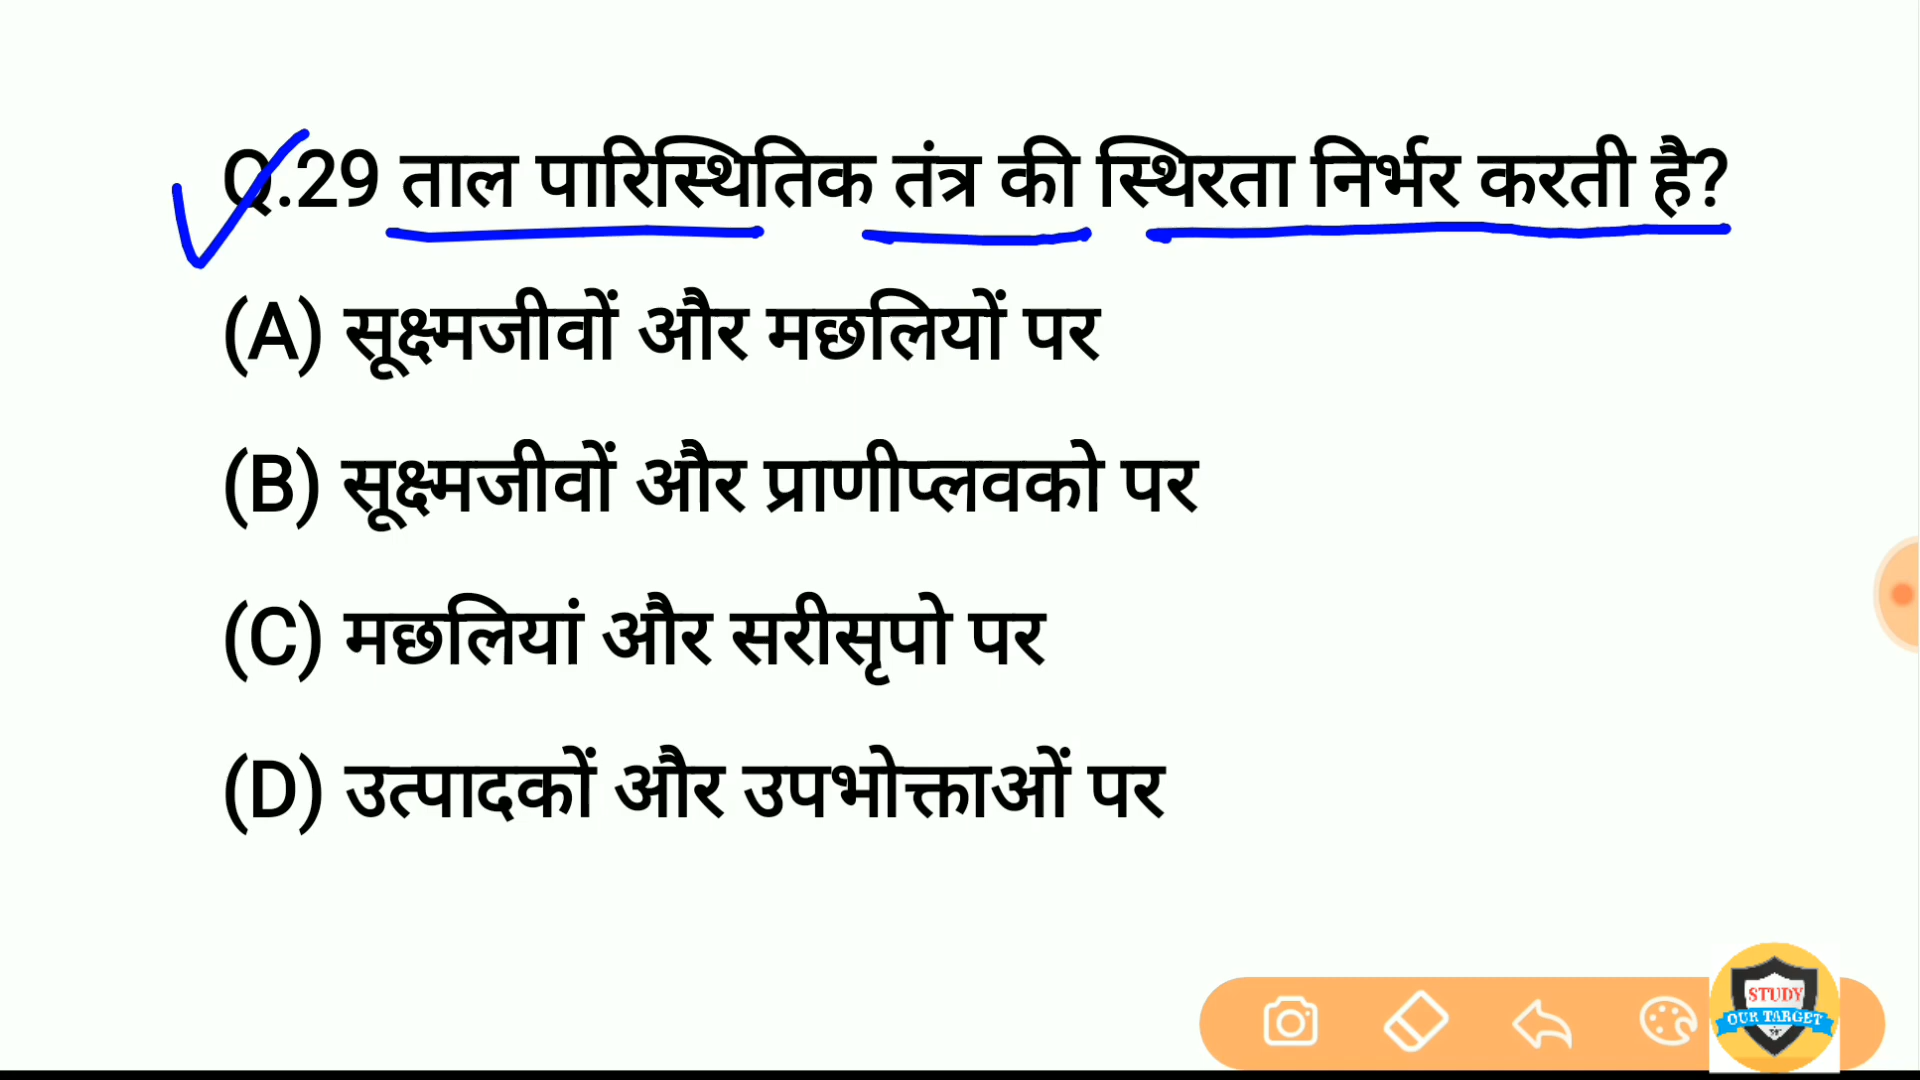 Q.29 ताल पारिस्थितिक तंत्र की स्थिरता निर्भर करती है?
(A) सूक्ष्मजीवों और मछलियों पर
(B) सूक्ष्मजीवों और प्राणीप्लवको पर
(C) मछलियां और सरीसृपो पर
(D) उत्पादकों और उपभोक्ताओं पर
STUDY
OUR TARGET